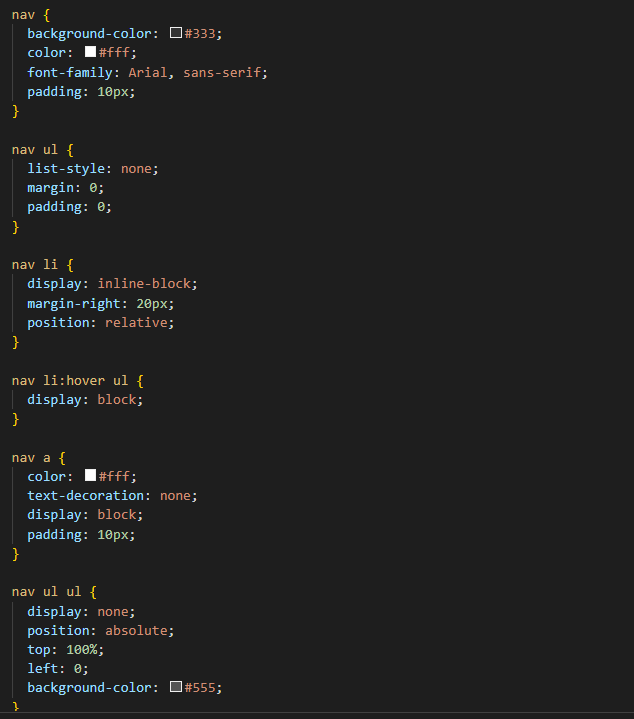 nav {
  background-color: #333;
  color: #fff;
  font-family: Arial, sans-serif;
  padding: 10px;
}

nav ul {
  list-style: none;
  margin: 0;
  padding: 0;
}

nav li {
  display: inline-block;
  margin-right: 20px;
  position: relative;
}

nav li:hover ul {
  display: block;
}

nav a {
  color: #fff;
  text-decoration: none;
  display: block;
  padding: 10px;
}

nav ul ul {
  display: none;
  position: absolute;
  top: 100%;
  left: 0;
  background-color: #555;
}